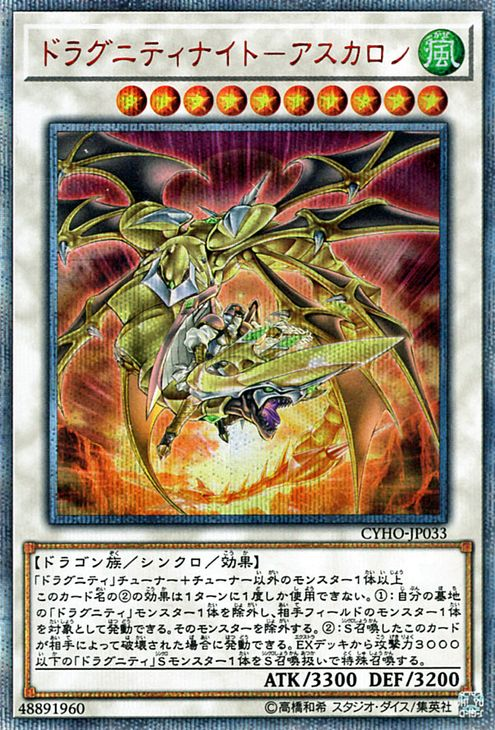 ドラグニティナイト－アスカロン
風
CYHO-JP033
【ドラゴン族／シンクロ／効果】
「ドラグニティ」チューナー＋チューナー以外のモンスター１体以上
このカード名の②の効果は１ターンに１度しか使用できない。①：自分の墓地
の「ドラグニティ」モンスター１体を除外し、相手フィールドのモンスター１体
を対象として発動できる。そのモンスターを除外する。②：Ｓ召喚したこのカード
が相手によって破壊された場合に発動できる。EXデッキから攻撃力３０００
以下の「ドラグニティ」Ｓモンスター１体をＳ召喚扱いで特殊召喚する。
ATK/3300 DEF/3200
48891960 ©高橋和希 スタジオ・ダイス/集英社